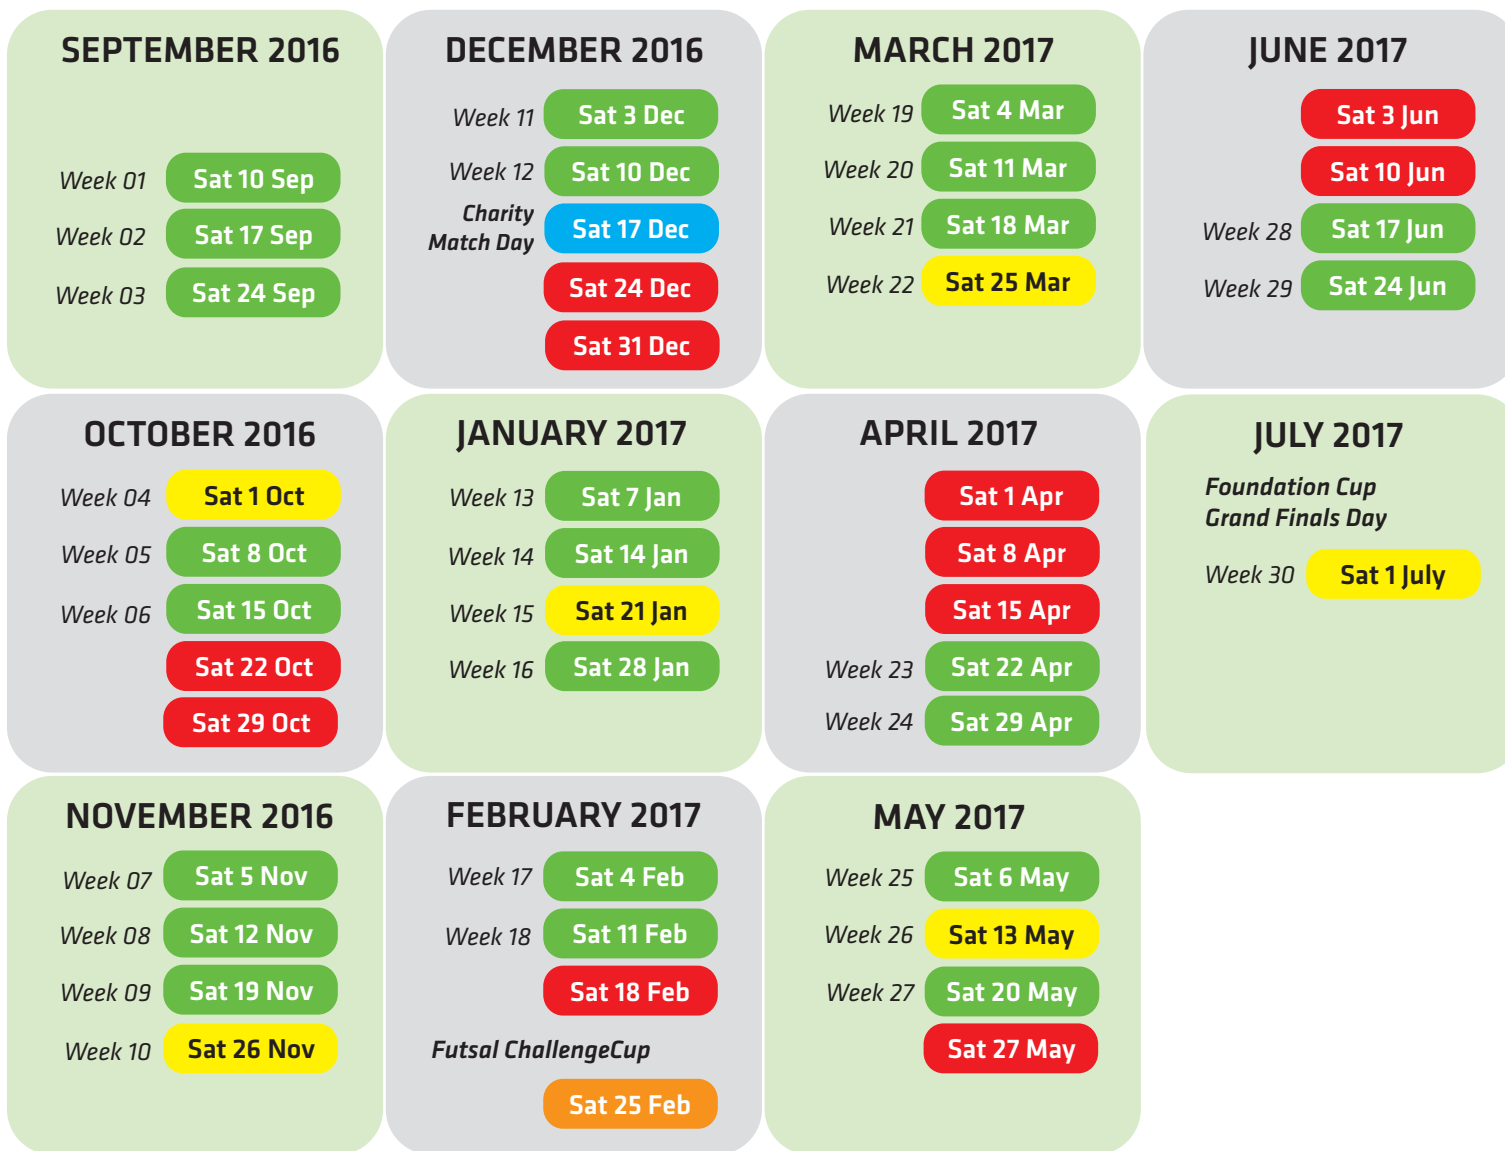 SEPTEMBER 2016
Week 01 Sat 10 Sep
Week 02 Sat 17 Sep
Week 03 Sat 24 Sep
DECEMBER 2016
Week 11 Sat 3 Dec
Week 12 Sat 10 Dec
Charity
Match Day Sat 17 Dec
Sat 24 Dec
Sat 31 Dec
MARCH 2017
Week 19 Sat 4 Mar
Week 20 Sat 11 Mar
Week 21 Sat 18 Mar
Week 22 Sat 25 Mar
JUNE 2017
Sat 3 Jun
Sat 10 Jun
Week 28 Sat 17 Jun
Week 29 Sat 24 Jun
OCTOBER 2016
Week 04 Sat 1 Oct
Week 05 Sat 8 Oct
Week 06 Sat 15 Oct
Sat 22 Oct
Sat 29 Oct
JANUARY 2017
Week 13 Sat 7 Jan
Week 14 Sat 14 Jan
Week 15 Sat 21 Jan
Week 16 Sat 28 Jan
APRIL 2017
Sat 1 Apr
Sat 8 Apr
Sat 15 Apr
Week 23 Sat 22 Apr
Week 24 Sat 29 Apr
JULY 2017
Foundation Cup
Grand Finals Day
Week 30 Sat 1 July
NOVEMBER 2016
Week 07 Sat 5 Nov
Week 08 Sat 12 Nov
Week 09 Sat 19 Nov
Week 10 Sat 26 Nov
FEBRUARY 2017
Week 17 Sat 4 Feb
Week 18 Sat 11 Feb
Sat 18 Feb
Futsal ChallengeCup
Sat 25 Feb
MAY 2017
Week 25 Sat 6 May
Week 26 Sat 13 May
Week 27 Sat 20 May
Sat 27 May